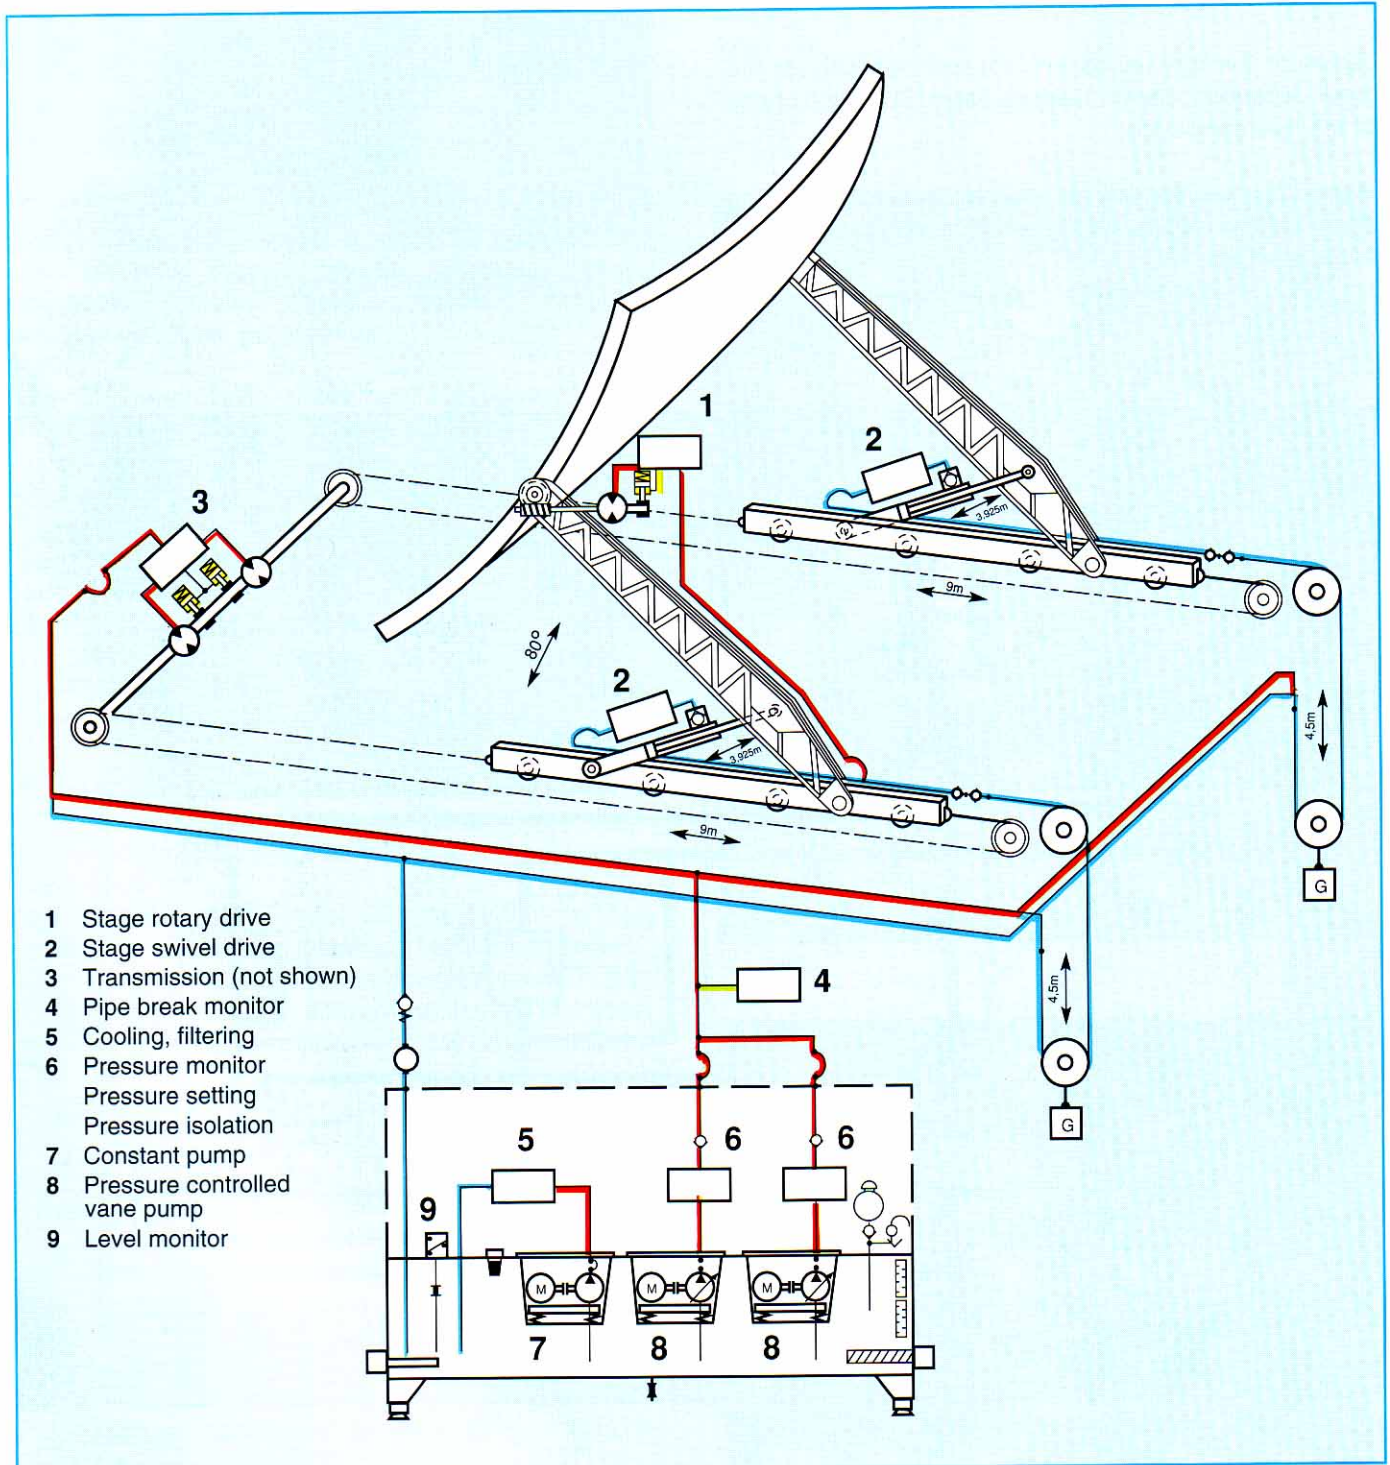 1
2
3
3,925m
9m
80°
2
3,925m
9m
4,5m
G
4,5m
G
1 Stage rotary drive
2 Stage swivel drive
3 Transmission (not shown)
4 Pipe break monitor
5 Cooling, filtering
6 Pressure monitor
Pressure setting
Pressure isolation
7 Constant pump
8 Pressure controlled
vane pump
9 Level monitor
4
5
6
6
9
M
M
M
7
8
8